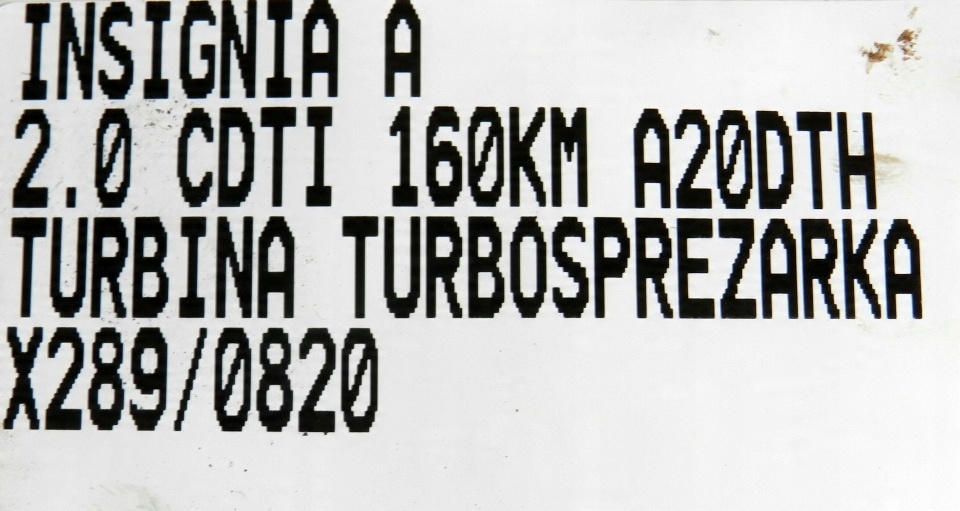 INSIGNIA A
2.0 CDTI 160KM A20DTH
TURBINA TURBOSPREZARKA
X289/0820